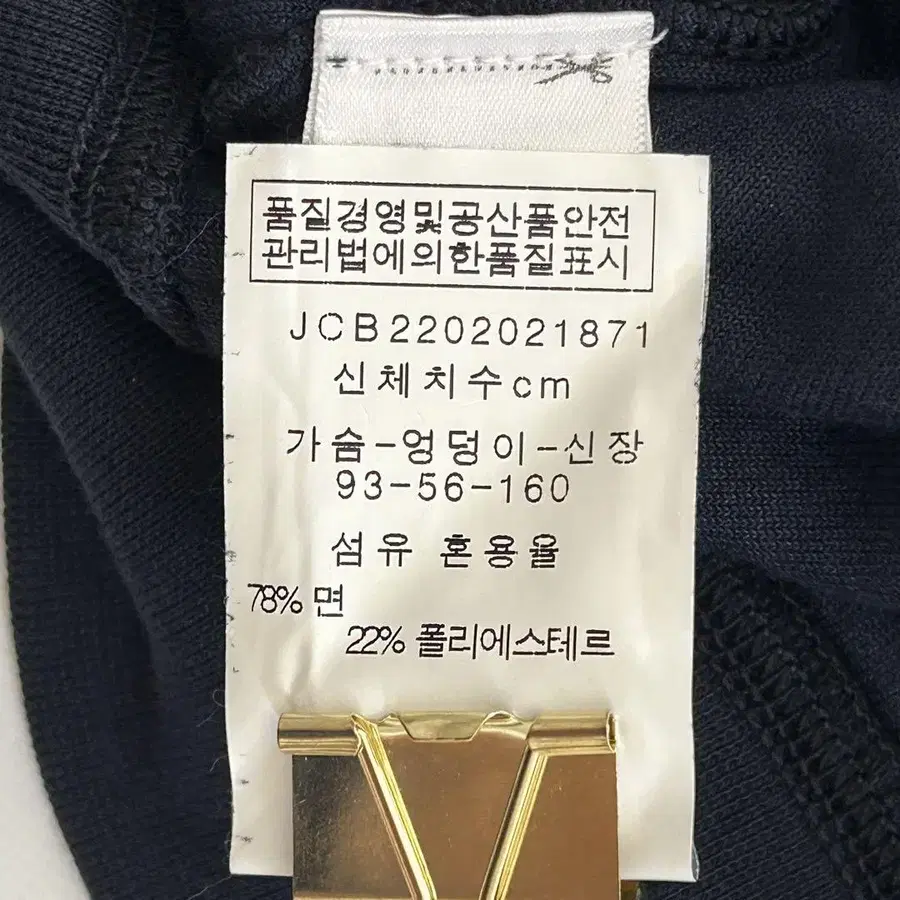 품질경영및공산품안전
관리법에의한품질표시
JCB2202021871
신체치수cm
가슴-엉덩이-신장
93-56-160
섬유 혼용율
78% 면
22% 폴리에스테르